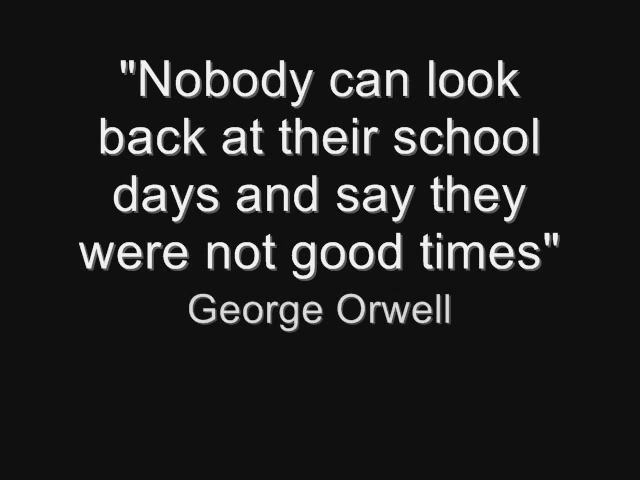 "Nobody can look
back at their school
days and say they
were not good times"
George Orwell